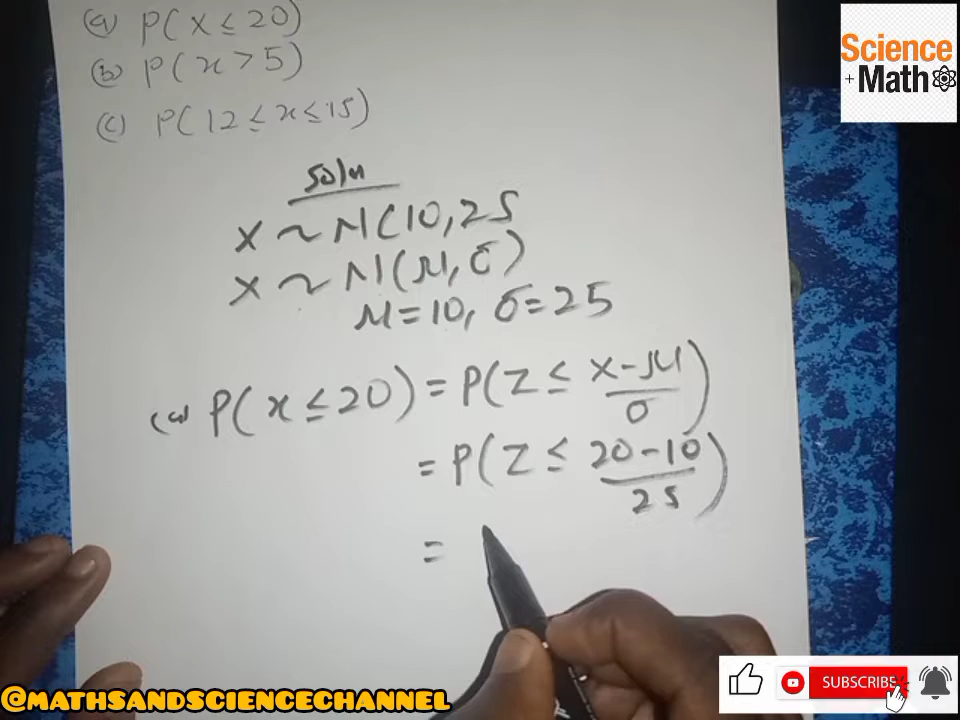 (a) P(X ≤ 20)
(b) P(x > 5)
(c) P(12 ≤ x ≤ 15)
Soln
X ~ N(10, 25
X ~ N(μ, σ)
μ = 10, σ = 25
(a) P(x ≤ 20) = P(Z ≤ x - μ / σ)
= P(Z ≤ 20 - 10 / 25)
=
Science
+Math
SUBSCRIBE
@MATHSANDSCIENCECHANNEL